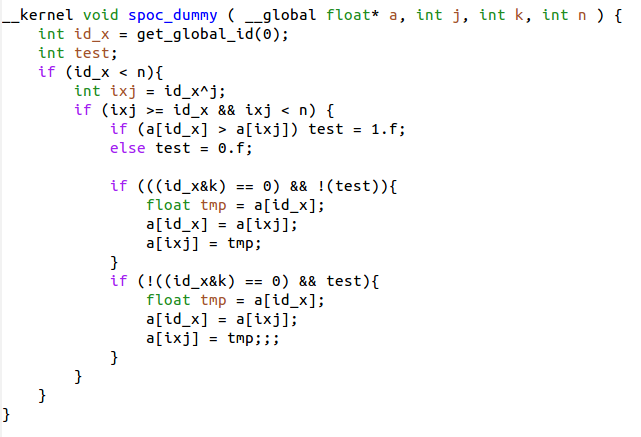 __kernel void spoc_dummy ( __global float* a, int j, int k, int n ) {
    int id_x = get_global_id(0);
    int test;
    if (id_x < n){
        int ixj = id_x^j;
        if (ixj >= id_x && ixj < n) {
            if (a[id_x] > a[ixj]) test = 1.f;
            else test = 0.f;

            if (((id_x&k) == 0) && !(test)){
                float tmp = a[id_x];
                a[id_x] = a[ixj];
                a[ixj] = tmp;
            }
            if (!((id_x&k) == 0) && test){
                float tmp = a[id_x];
                a[id_x] = a[ixj];
                a[ixj] = tmp;;;
            }
        }
    }
}